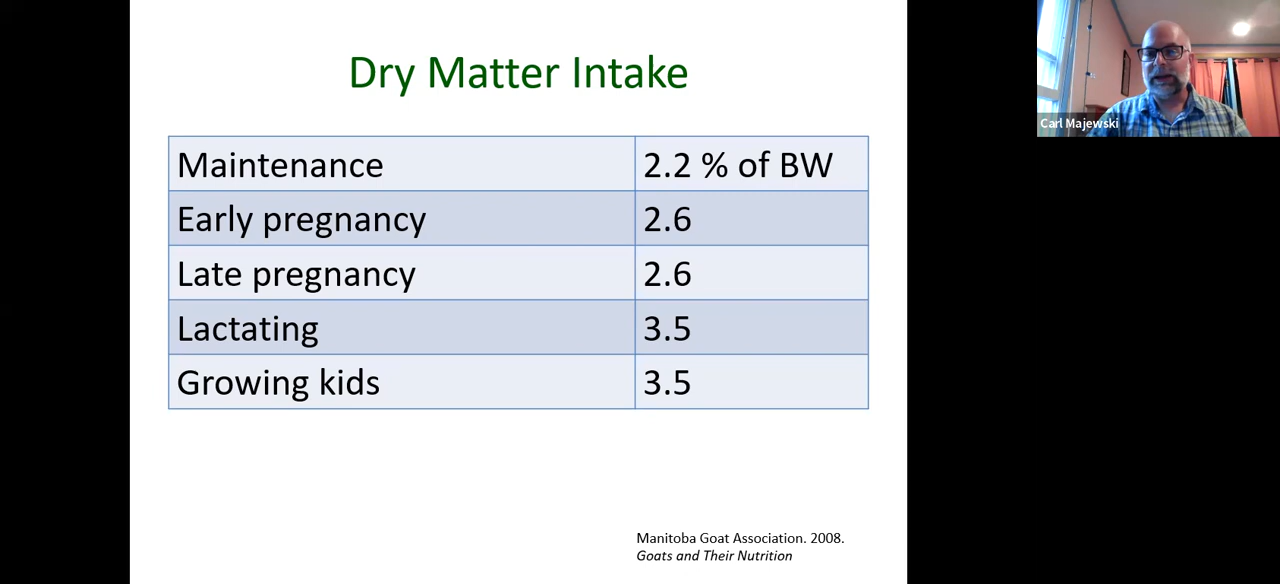 Dry Matter Intake
Maintenance 2.2 % of BW
Early pregnancy 2.6
Late pregnancy 2.6
Lactating 3.5
Growing kids 3.5
Manitoba Goat Association. 2008.
Goats and Their Nutrition
Carl Majewski